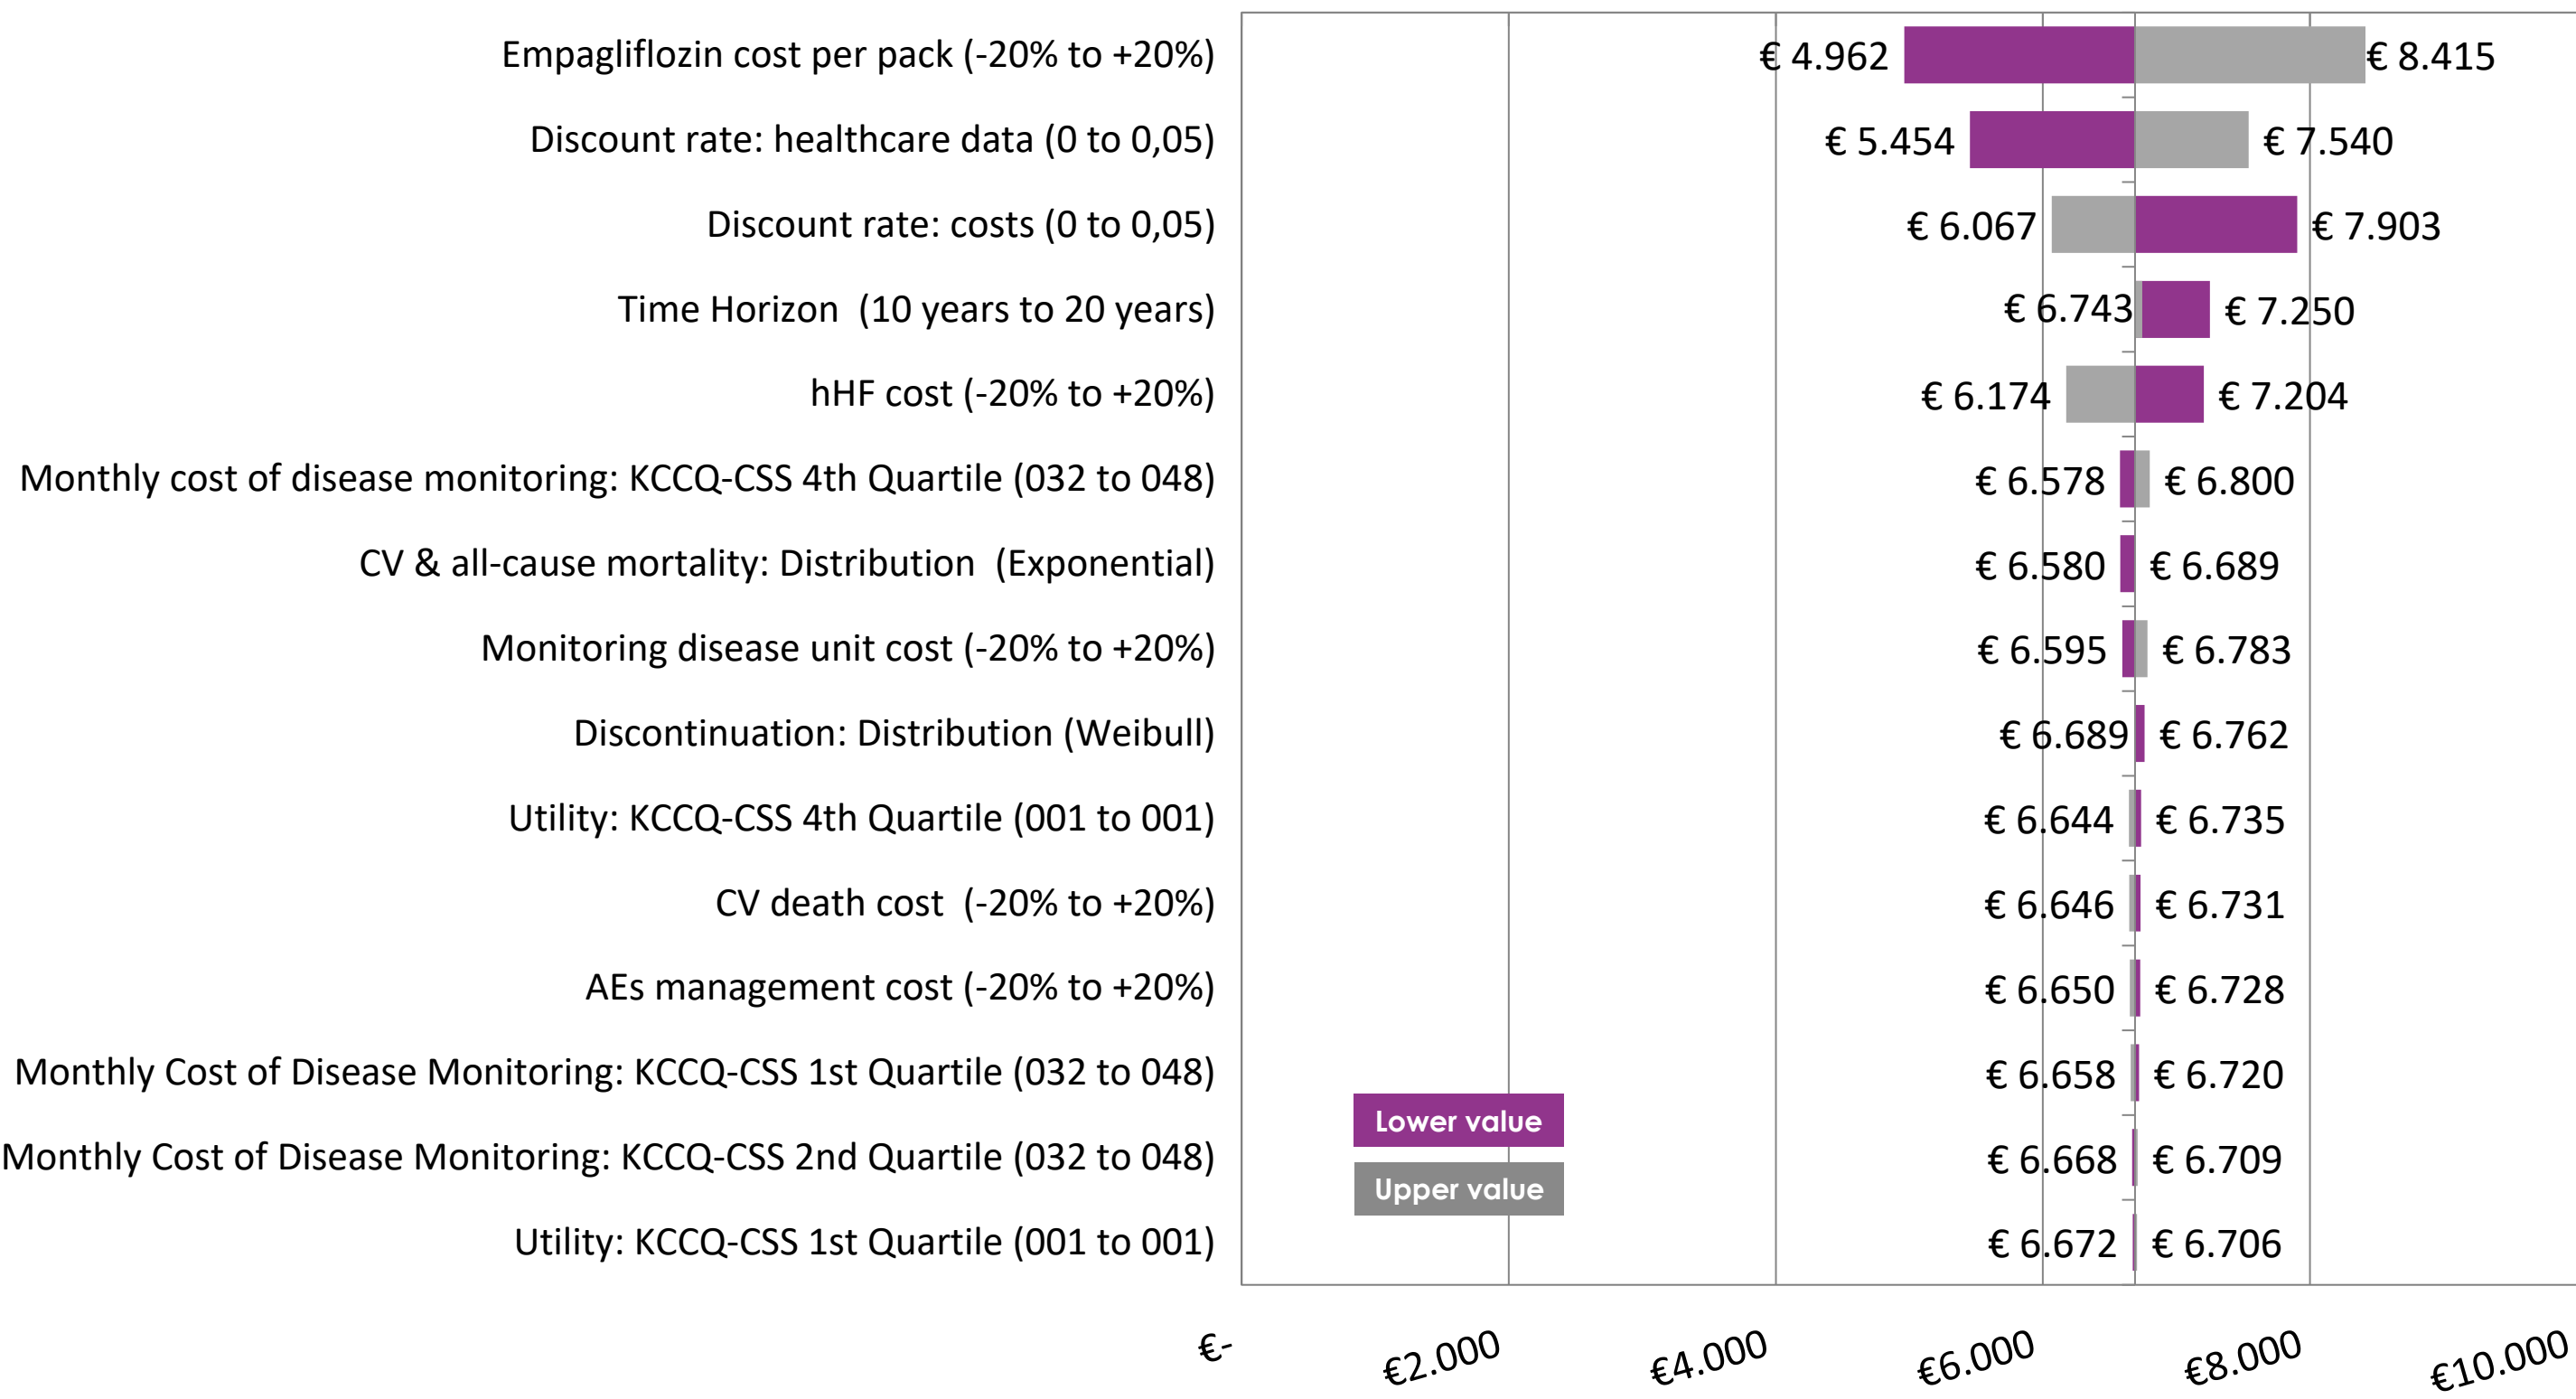 Empagliflozin cost per pack (-20% to +20%) € 4.962 € 8.415
Discount rate: healthcare data (0 to 0,05) € 5.454 € 7.540
Discount rate: costs (0 to 0,05) € 6.067 € 7.903
Time Horizon  (10 years to 20 years) € 6.743 € 7.250
hHF cost (-20% to +20%) € 6.174 € 7.204
Monthly cost of disease monitoring: KCCQ-CSS 4th Quartile (032 to 048) € 6.578 € 6.800
CV & all-cause mortality: Distribution  (Exponential) € 6.580 € 6.689
Monitoring disease unit cost (-20% to +20%) € 6.595 € 6.783
Discontinuation: Distribution (Weibull) € 6.689 € 6.762
Utility: KCCQ-CSS 4th Quartile (001 to 001) € 6.644 € 6.735
CV death cost  (-20% to +20%) € 6.646 € 6.731
AEs management cost (-20% to +20%) € 6.650 € 6.728
Monthly Cost of Disease Monitoring: KCCQ-CSS 1st Quartile (032 to 048) € 6.658 € 6.720
Lower value
Monthly Cost of Disease Monitoring: KCCQ-CSS 2nd Quartile (032 to 048) € 6.668 € 6.709
Upper value
Utility: KCCQ-CSS 1st Quartile (001 to 001) € 6.672 € 6.706
€- €2.000 €4.000 €6.000 €8.000 €10.000